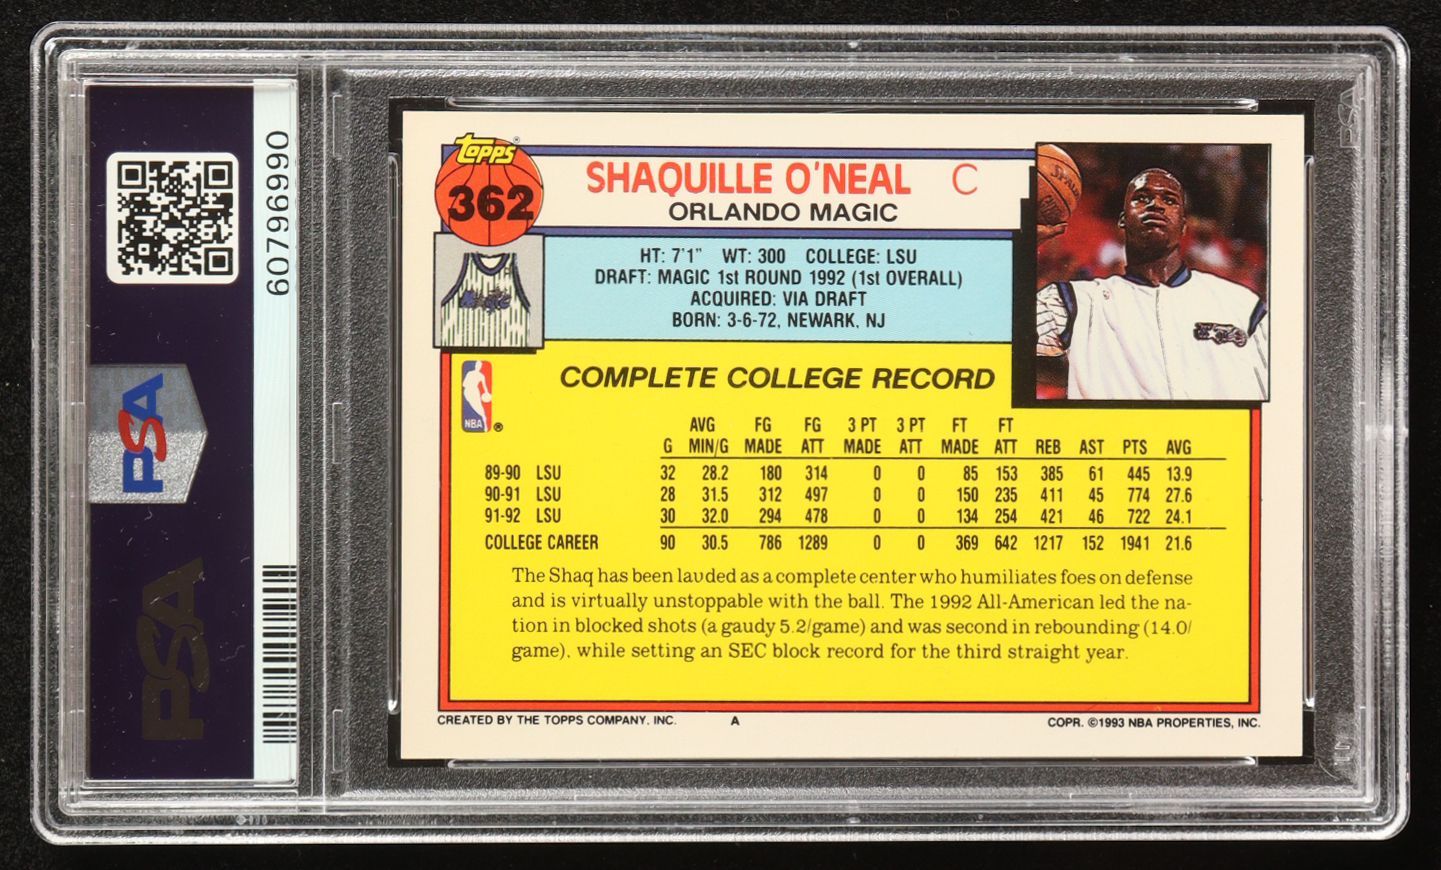 60796990
PSA
PSA
PSA
topps
362
SHAQUILLE O'NEAL C
ORLANDO MAGIC
SPALDING
Magic
HT: 7'1" WT: 300 COLLEGE: LSU
DRAFT: MAGIC 1st ROUND 1992 (1st OVERALL)
ACQUIRED: VIA DRAFT
BORN: 3-6-72, NEWARK, NJ
NBA ®
COMPLETE COLLEGE RECORD
AVG FG FG 3 PT 3 PT FT FT
G MIN/G MADE ATT MADE ATT MADE ATT REB AST PTS AVG
89-90 LSU 32 28.2 180 314 0 0 85 153 385 61 445 13.9
90-91 LSU 28 31.5 312 497 0 0 150 235 411 45 774 27.6
91-92 LSU 30 32.0 294 478 0 0 134 254 421 46 722 24.1
COLLEGE CAREER 90 30.5 786 1289 0 0 369 642 1217 152 1941 21.6
The Shaq has been lauded as a complete center who humiliates foes on defense
and is virtually unstoppable with the ball. The 1992 All-American led the na-
tion in blocked shots (a gaudy 5.2/game) and was second in rebounding (14.0/
game), while setting an SEC block record for the third straight year.
CREATED BY THE TOPPS COMPANY, INC. A COPR. ©1993 NBA PROPERTIES, INC.